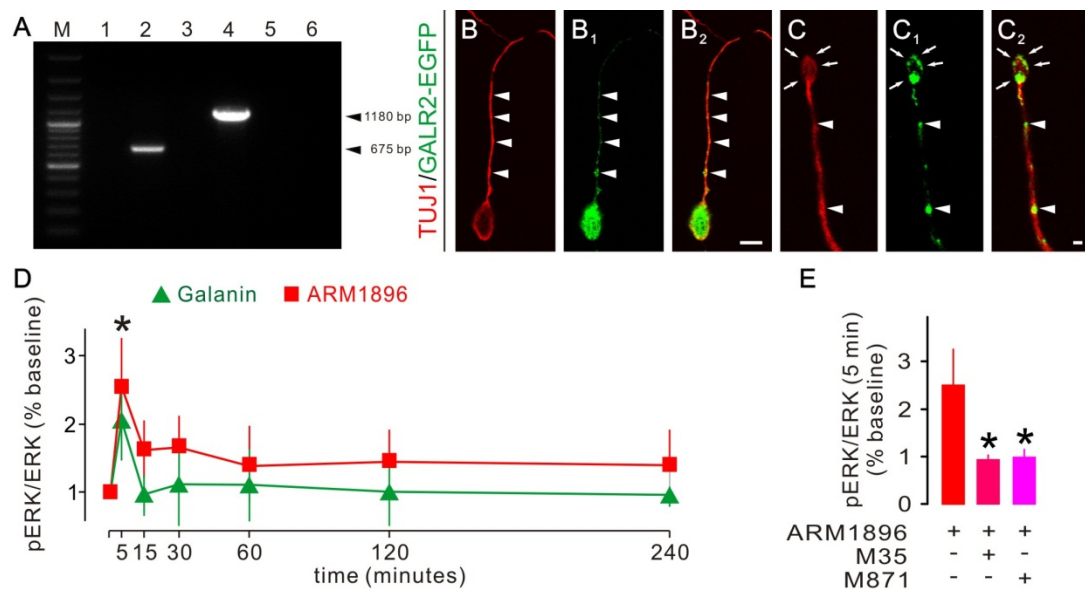 A
M 1 2 3 4 5 6
1180 bp
675 bp
TUJ1/GALR2-EGFP
B
B1
B2
C
C1
C2
D
Galanin
ARM1896
*
pERK/ERK (% baseline)
3
2
1
5 15 30 60 120 240
time (minutes)
E
pERK/ERK (5 min)
(% baseline)
3
2
1
0
* *
ARM1896 + + +
M35 - + -
M871 - - +